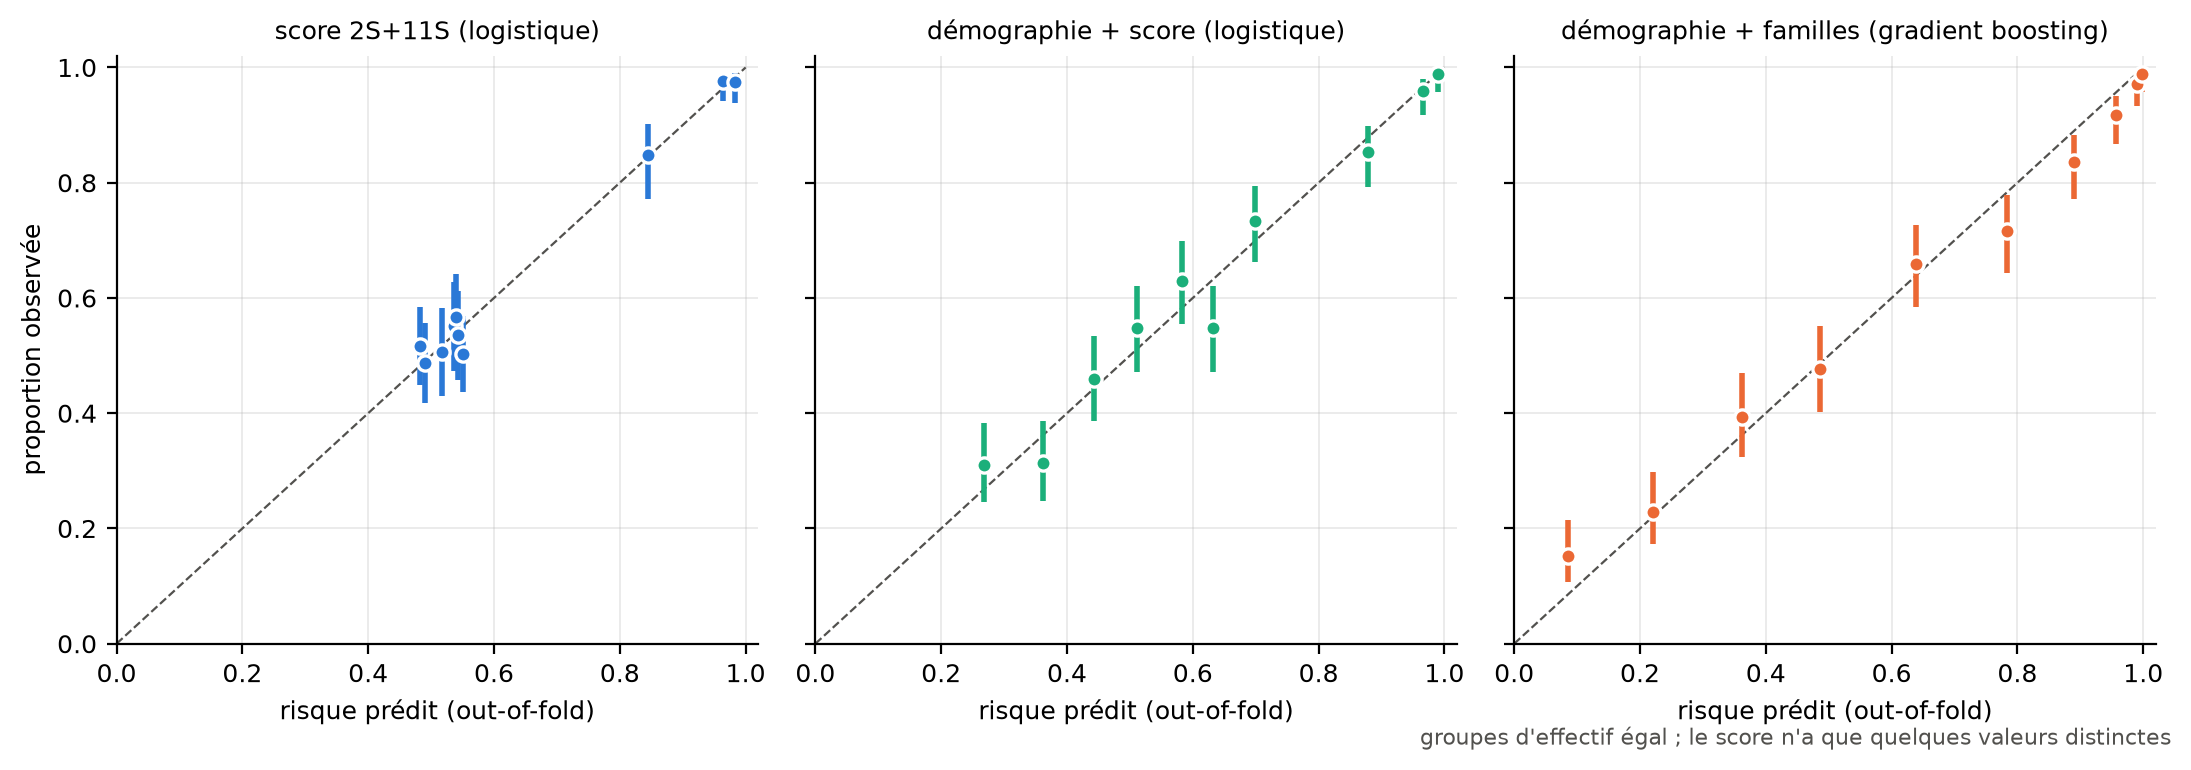 score 2S+11S (logistique)
démographie + score (logistique)
démographie + familles (gradient boosting)
proportion observée
1.0
0.8
0.6
0.4
0.2
0.0
0.0 0.2 0.4 0.6 0.8 1.0
0.0 0.2 0.4 0.6 0.8 1.0
0.0 0.2 0.4 0.6 0.8 1.0
risque prédit (out-of-fold)
risque prédit (out-of-fold)
risque prédit (out-of-fold)
groupes d'effectif égal ; le score n'a que quelques valeurs distinctes